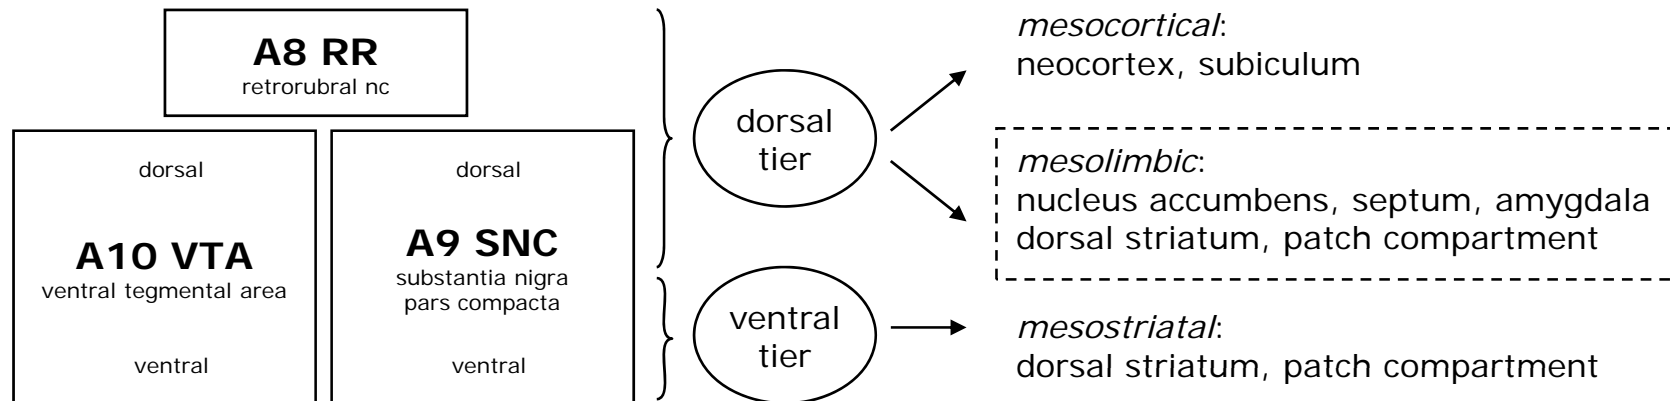 A8 RR
retrorubral nc
dorsal
A10 VTA
ventral tegmental area
ventral
dorsal
A9 SNC
substantia nigra
pars compacta
ventral
dorsal
tier
ventral
tier
mesocortical:
neocortex, subiculum
mesolimbic:
nucleus accumbens, septum, amygdala
dorsal striatum, patch compartment
mesostriatal:
dorsal striatum, patch compartment